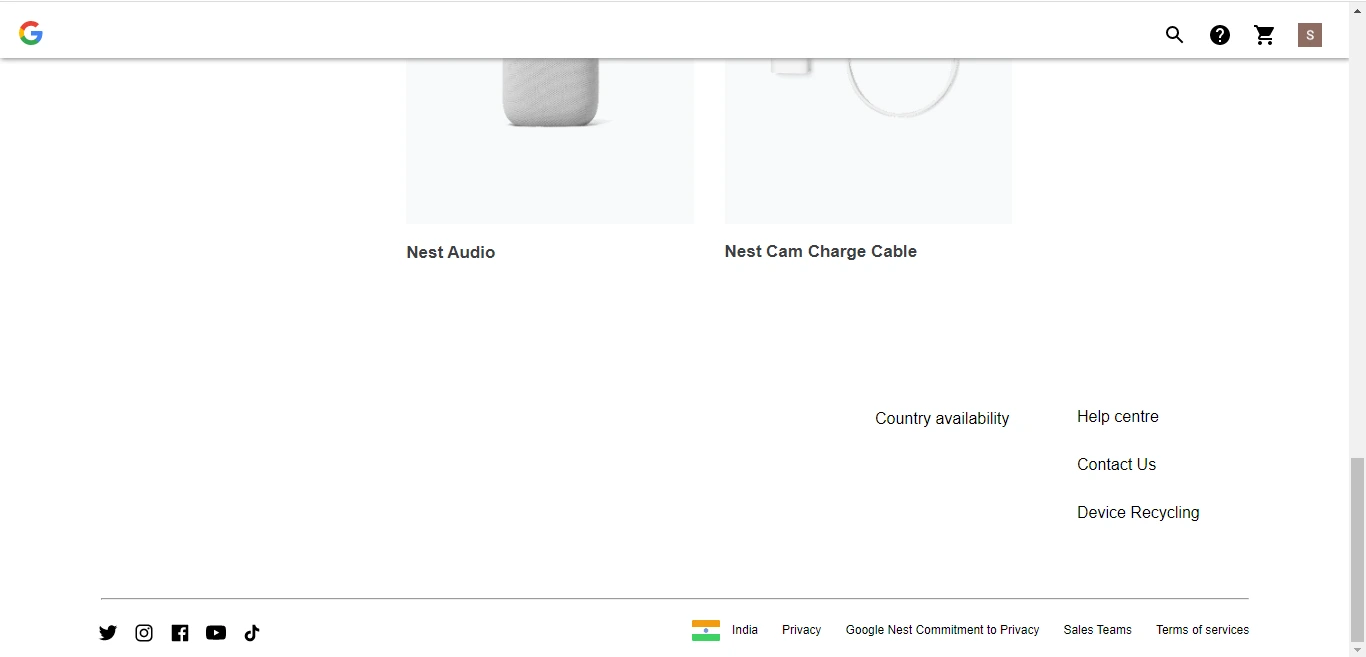 G
S
Nest Audio
Nest Cam Charge Cable
Country availability
Help centre
Contact Us
Device Recycling
India
Privacy
Google Nest Commitment to Privacy
Sales Teams
Terms of services